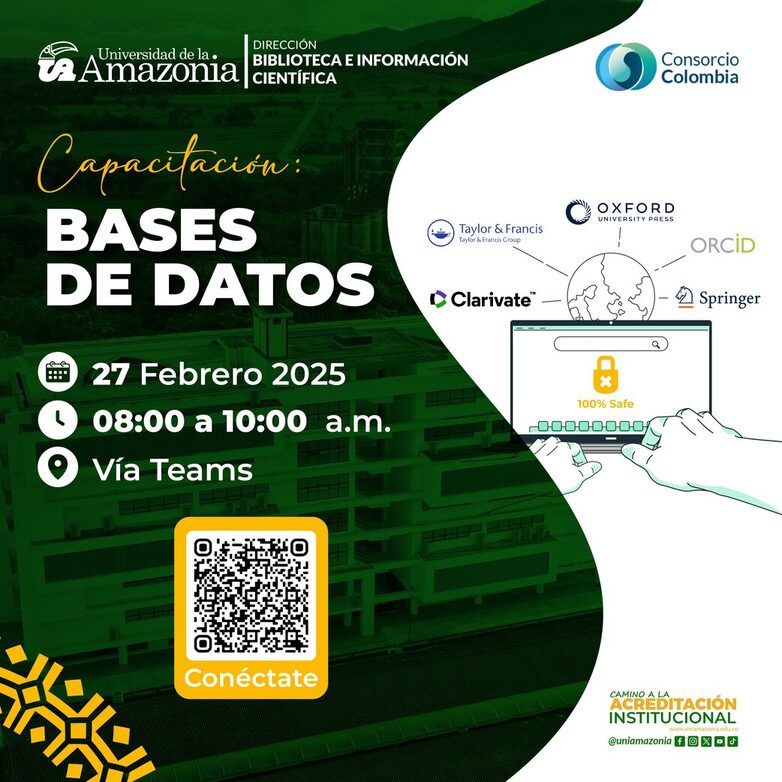 Universidad de la
Amazonia
DIRECCIÓN
BIBLIOTECA E INFORMACIÓN
CIENTÍFICA
Consorcio
Colombia
Capacitación:
BASES
DE DATOS
27 Febrero 2025
08:00 a 10:00 a.m.
Vía Teams
Conéctate
OXFORD
UNIVERSITY PRESS
Taylor & Francis
Taylor & Francis Group
ORCID
Clarivate™
Springer
100% Safe
CAMINO A LA
ACREDITACIÓN
INSTITUCIONAL
www.uniamazonia.edu.co
@uniamazonia